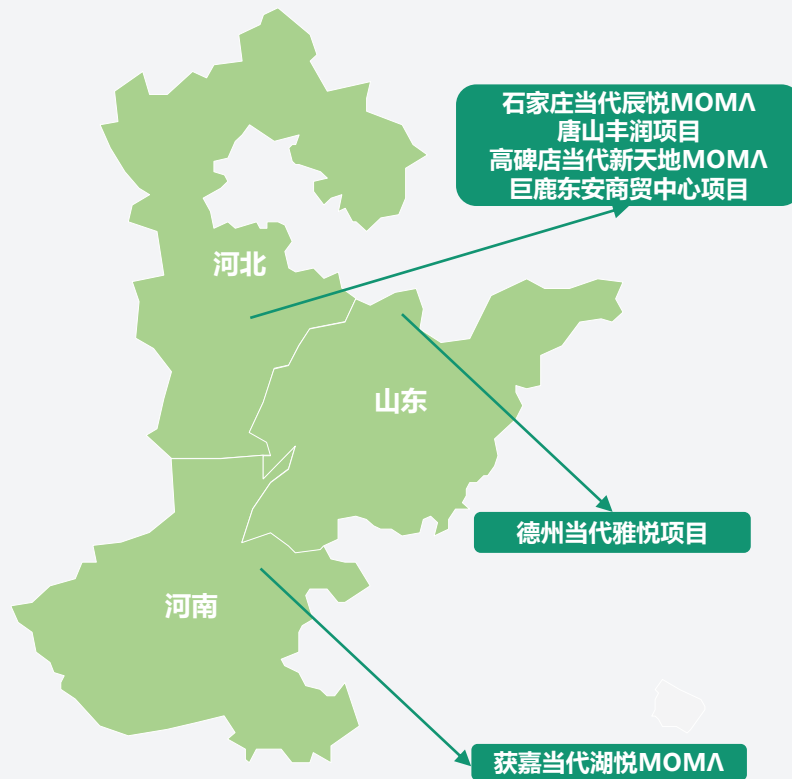 石家庄当代辰悦MOMΛ
唐山丰润项目
高碑店当代新天地MOMΛ
巨鹿东安商贸中心项目
河北
山东
德州当代雅悦项目
河南
获嘉当代湖悦MOMΛ